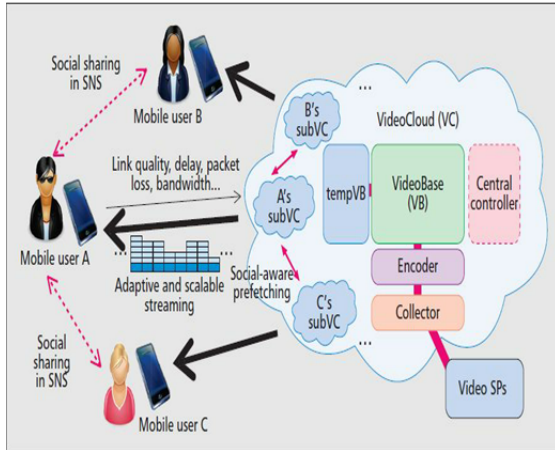 Social sharing
in SNS
Mobile user B
Link quality, delay, packet
loss, bandwidth...
Mobile user A
...
...
Adaptive and scalable
streaming
Social
sharing
in SNS
Mobile user C
...
B's
subVC
VideoCloud (VC)
A's
subVC
tempVB
VideoBase
(VB)
Central
controller
Social-aware
prefetching
Encoder
C's
subVC
Collector
...
Video SPs